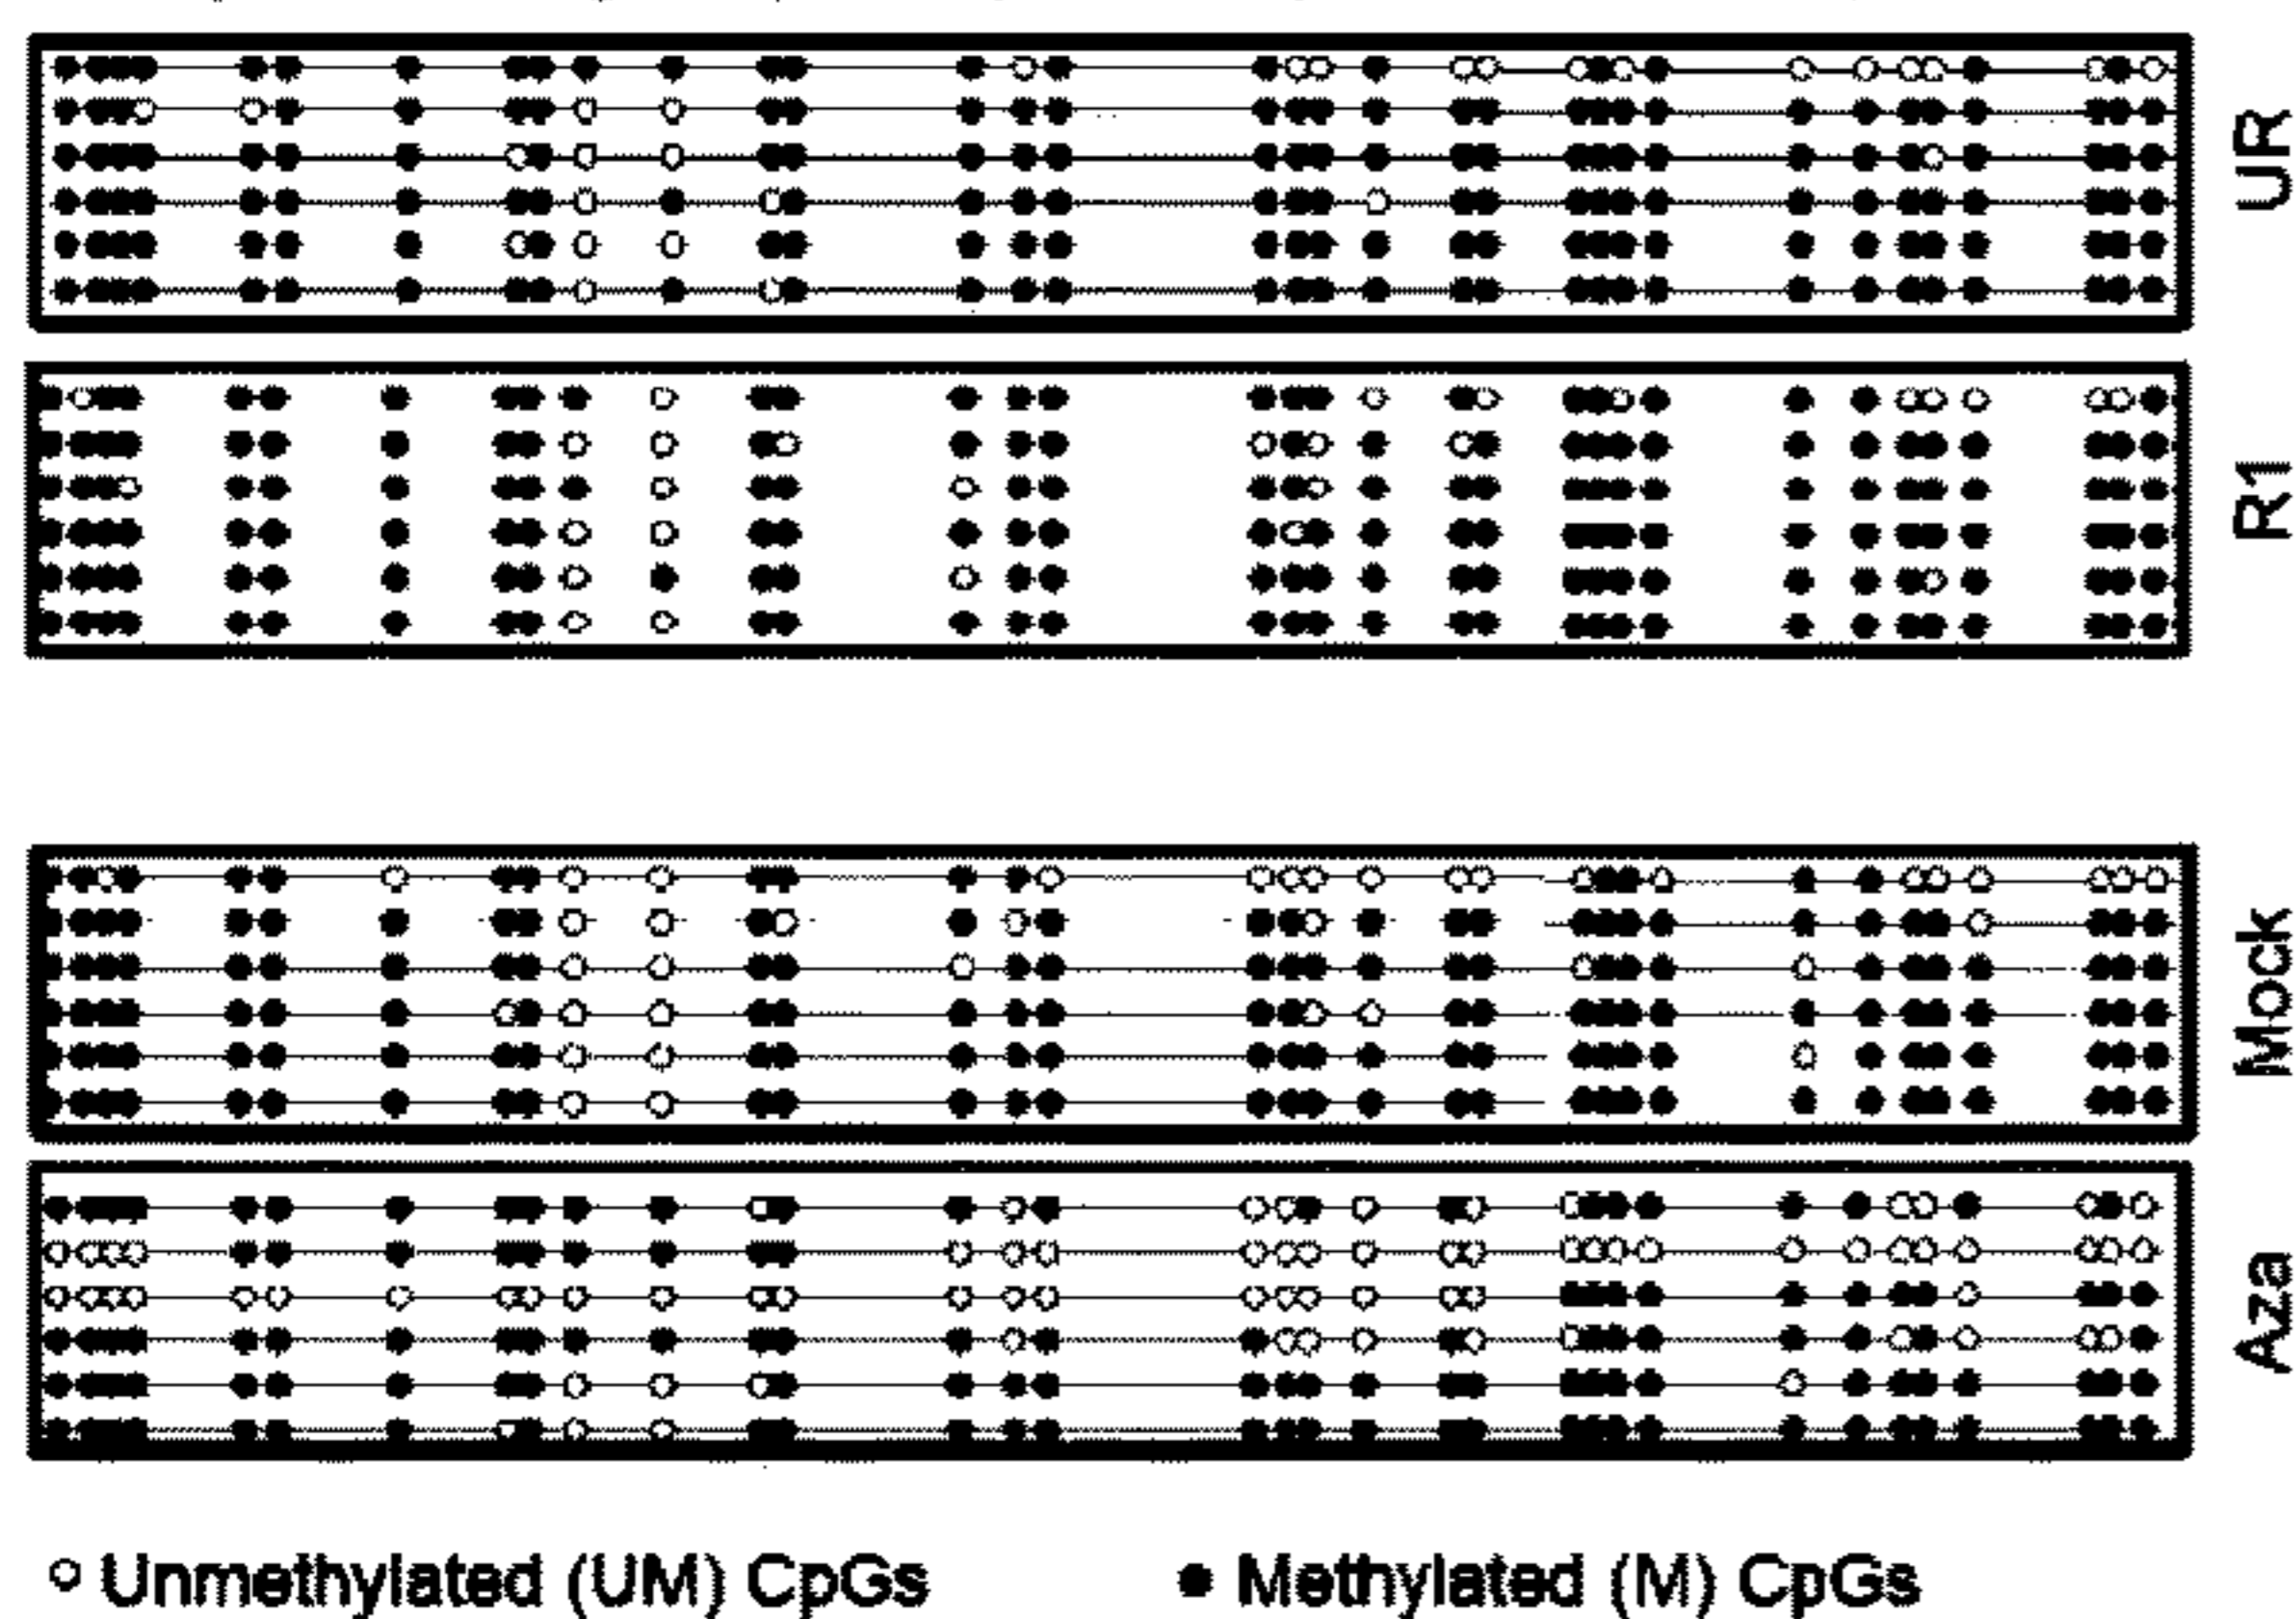 UR
R1
Mock
Aza
Unmethylated (UM) CpGs
Methylated (M) CpGs